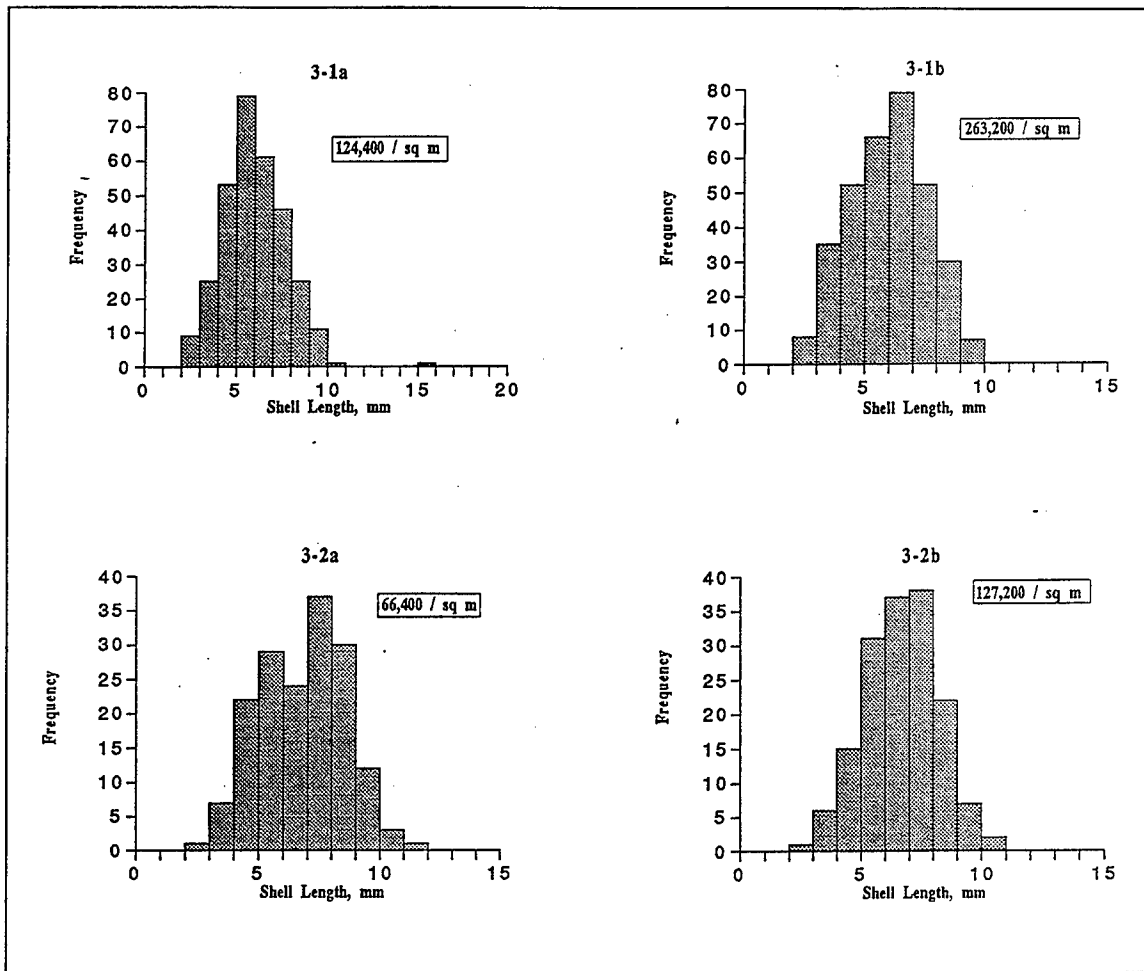 3-1a
80
70
60
50
40
30
20
10
0
Frequency
124,400 / sq m
0 5 10 15 20
Shell Length, mm
3-1b
80
70
60
50
40
30
20
10
0
Frequency
263,200 / sq m
0 5 10 15
Shell Length, mm
3-2a
40
35
30
25
20
15
10
5
0
Frequency
66,400 / sq m
0 5 10 15
Shell Length, mm
3-2b
40
35
30
25
20
15
10
5
0
Frequency
127,200 / sq m
0 5 10 15
Shell Length, mm